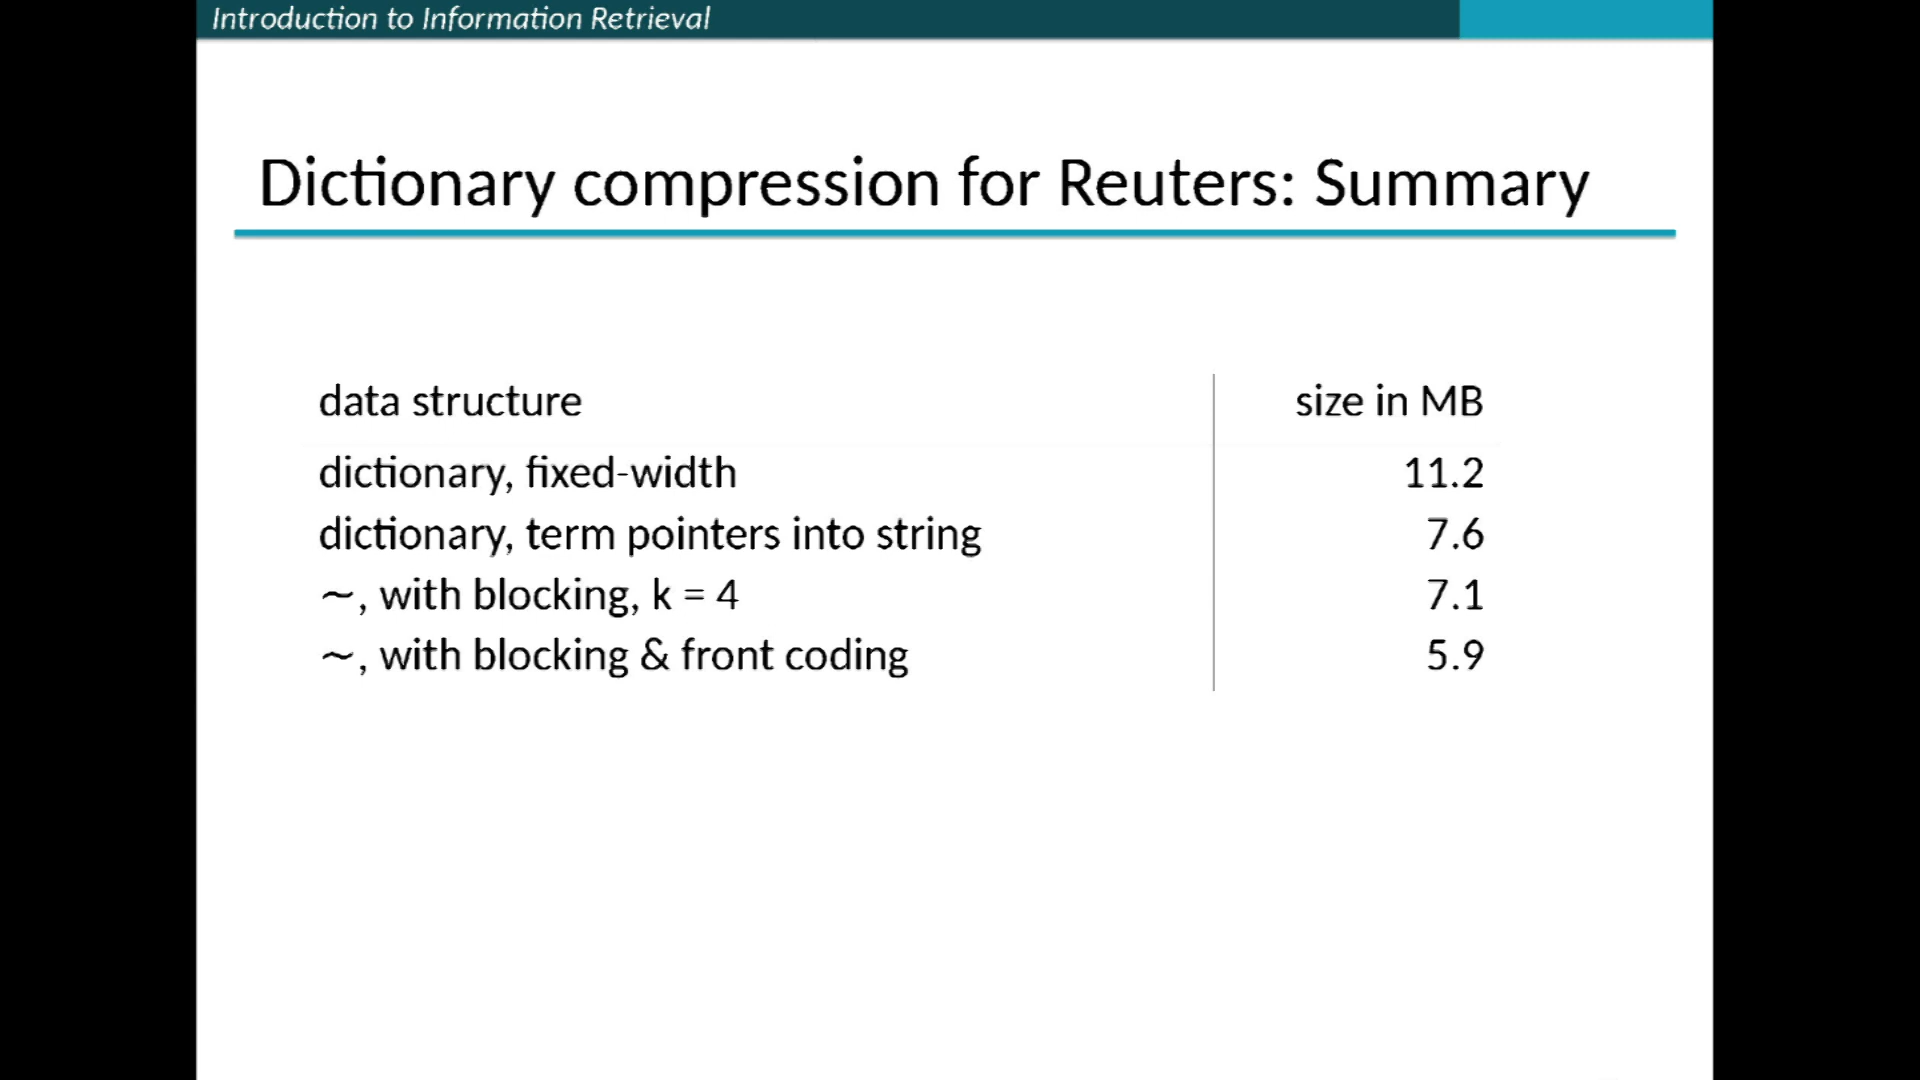 Introduction to Information Retrieval
Dictionary compression for Reuters: Summary
data structure size in MB
dictionary, fixed-width 11.2
dictionary, term pointers into string 7.6
∼, with blocking, k = 4 7.1
∼, with blocking & front coding 5.9